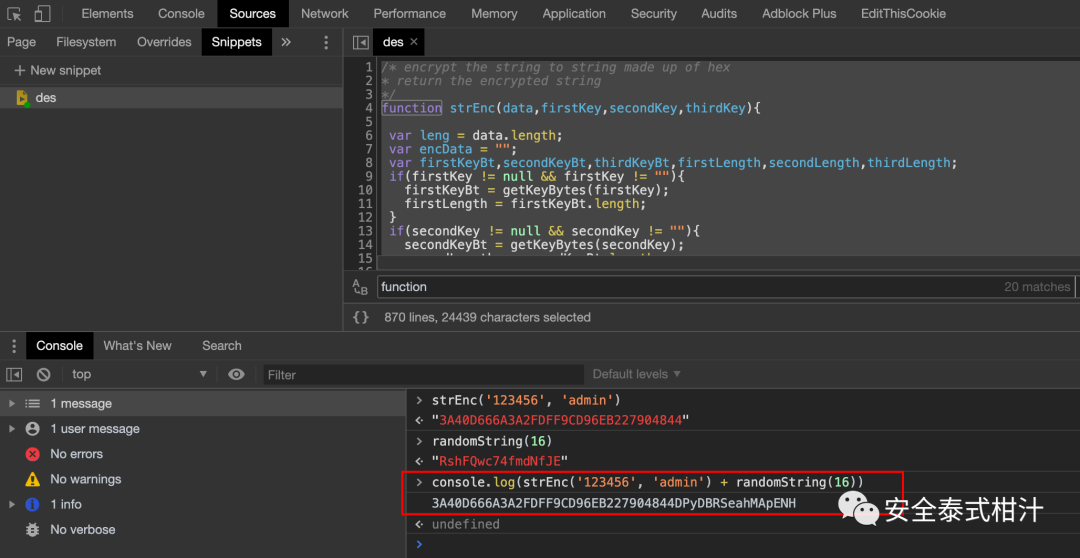 Elements Console Sources Network Performance Memory Application Security Audits Adblock Plus EditThisCookie
Page Filesystem Overrides Snippets »
des ×
+ New snippet
des
1 /* encrypt the string to string made up of hex
2 * return the encrypted string
3 */
4 function strEnc(data,firstKey,secondKey,thirdKey){
5
6 var leng = data.length;
7 var encData = "";
8 var firstKeyBt,secondKeyBt,thirdKeyBt,firstLength,secondLength,thirdLength;
9 if(firstKey != null && firstKey != ""){
10 firstKeyBt = getKeyBytes(firstKey);
11 firstLength = firstKeyBt.length;
12 }
13 if(secondKey != null && secondKey != ""){
14 secondKeyBt = getKeyBytes(secondKey);
15
function 20 matches
{} 870 lines, 24439 characters selected
Console What's New Search
top Filter Default levels
1 message
1 user message
No errors
No warnings
1 info
No verbose
> strEnc('123456', 'admin')
"3A40D666A3A2FDFF9CD96EB227904844"
> randomString(16)
"RshFQwc74fmdNfJE"
> console.log(strEnc('123456', 'admin') + randomString(16))
3A40D666A3A2FDFF9CD96EB227904844DPyDBRSeahMApENH
undefined
>
安全泰式柑汁